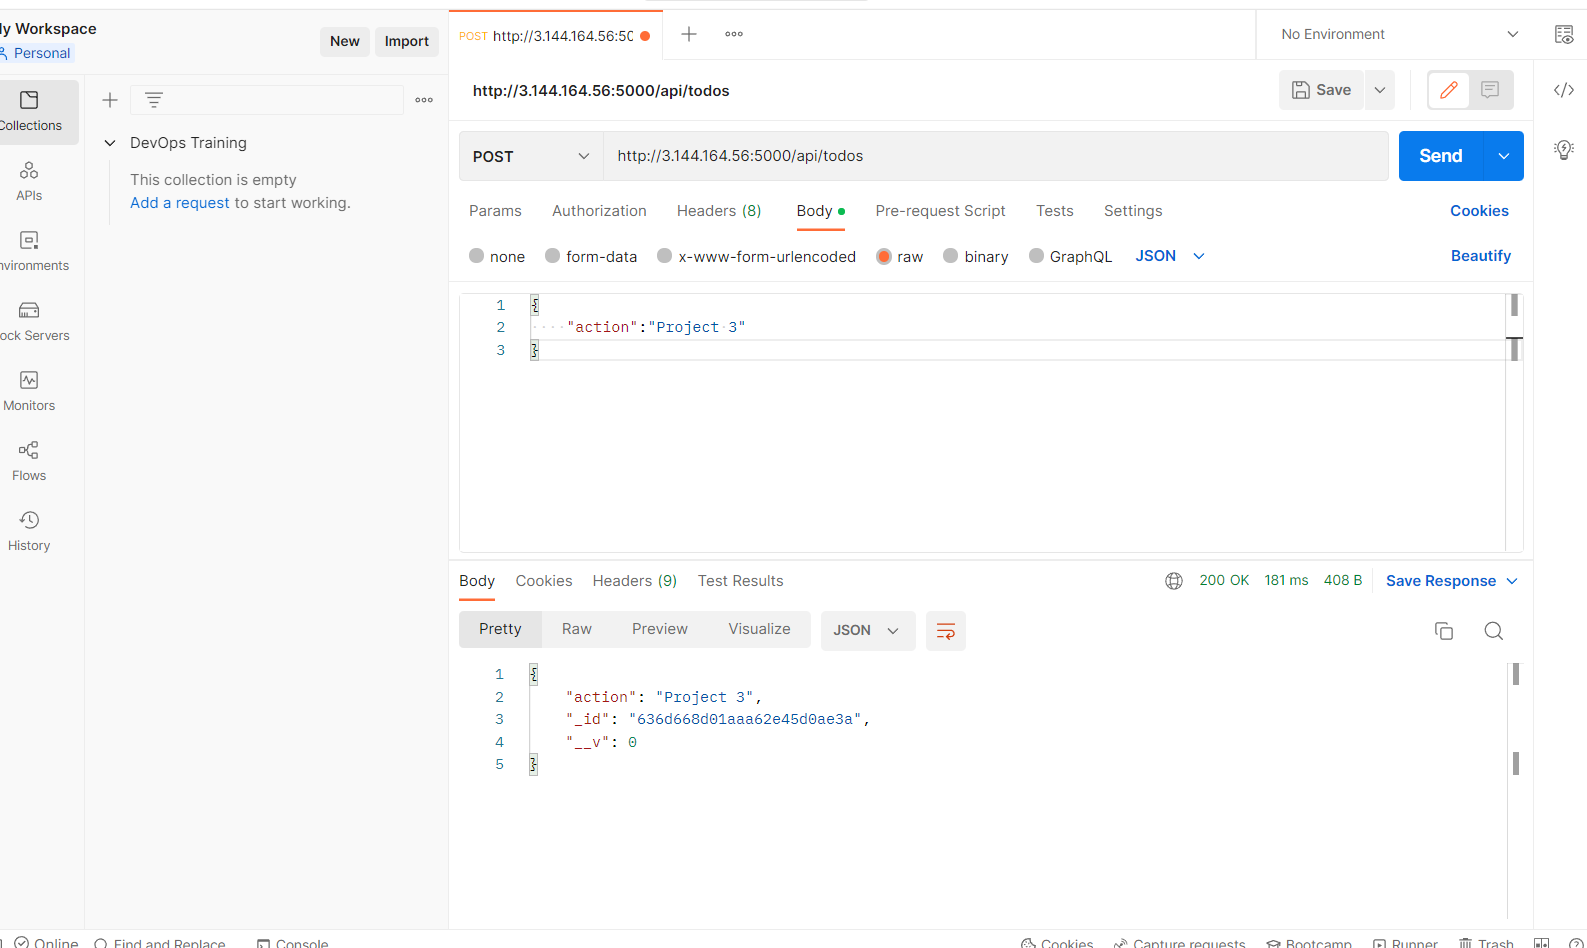 ly Workspace
Personal
New
Import
POST http://3.144.164.56:50
No Environment
Collections
APIs
nvironments
ock Servers
Monitors
Flows
History
DevOps Training
This collection is empty
Add a request to start working.
http://3.144.164.56:5000/api/todos
Save
POST
http://3.144.164.56:5000/api/todos
Send
Params Authorization Headers (8) Body Pre-request Script Tests Settings Cookies
none form-data x-www-form-urlencoded raw binary GraphQL JSON Beautify
1 {
2 "action":"Project 3"
3 }
Body Cookies Headers (9) Test Results 200 OK 181 ms 408 B Save Response
Pretty Raw Preview Visualize JSON
1 {
2 "action": "Project 3",
3 "_id": "636d668d01aaa62e45d0ae3a",
4 "__v": 0
5 }
Online Find and Replace Console Cookies Capture requests Bootcamp Runner Trash